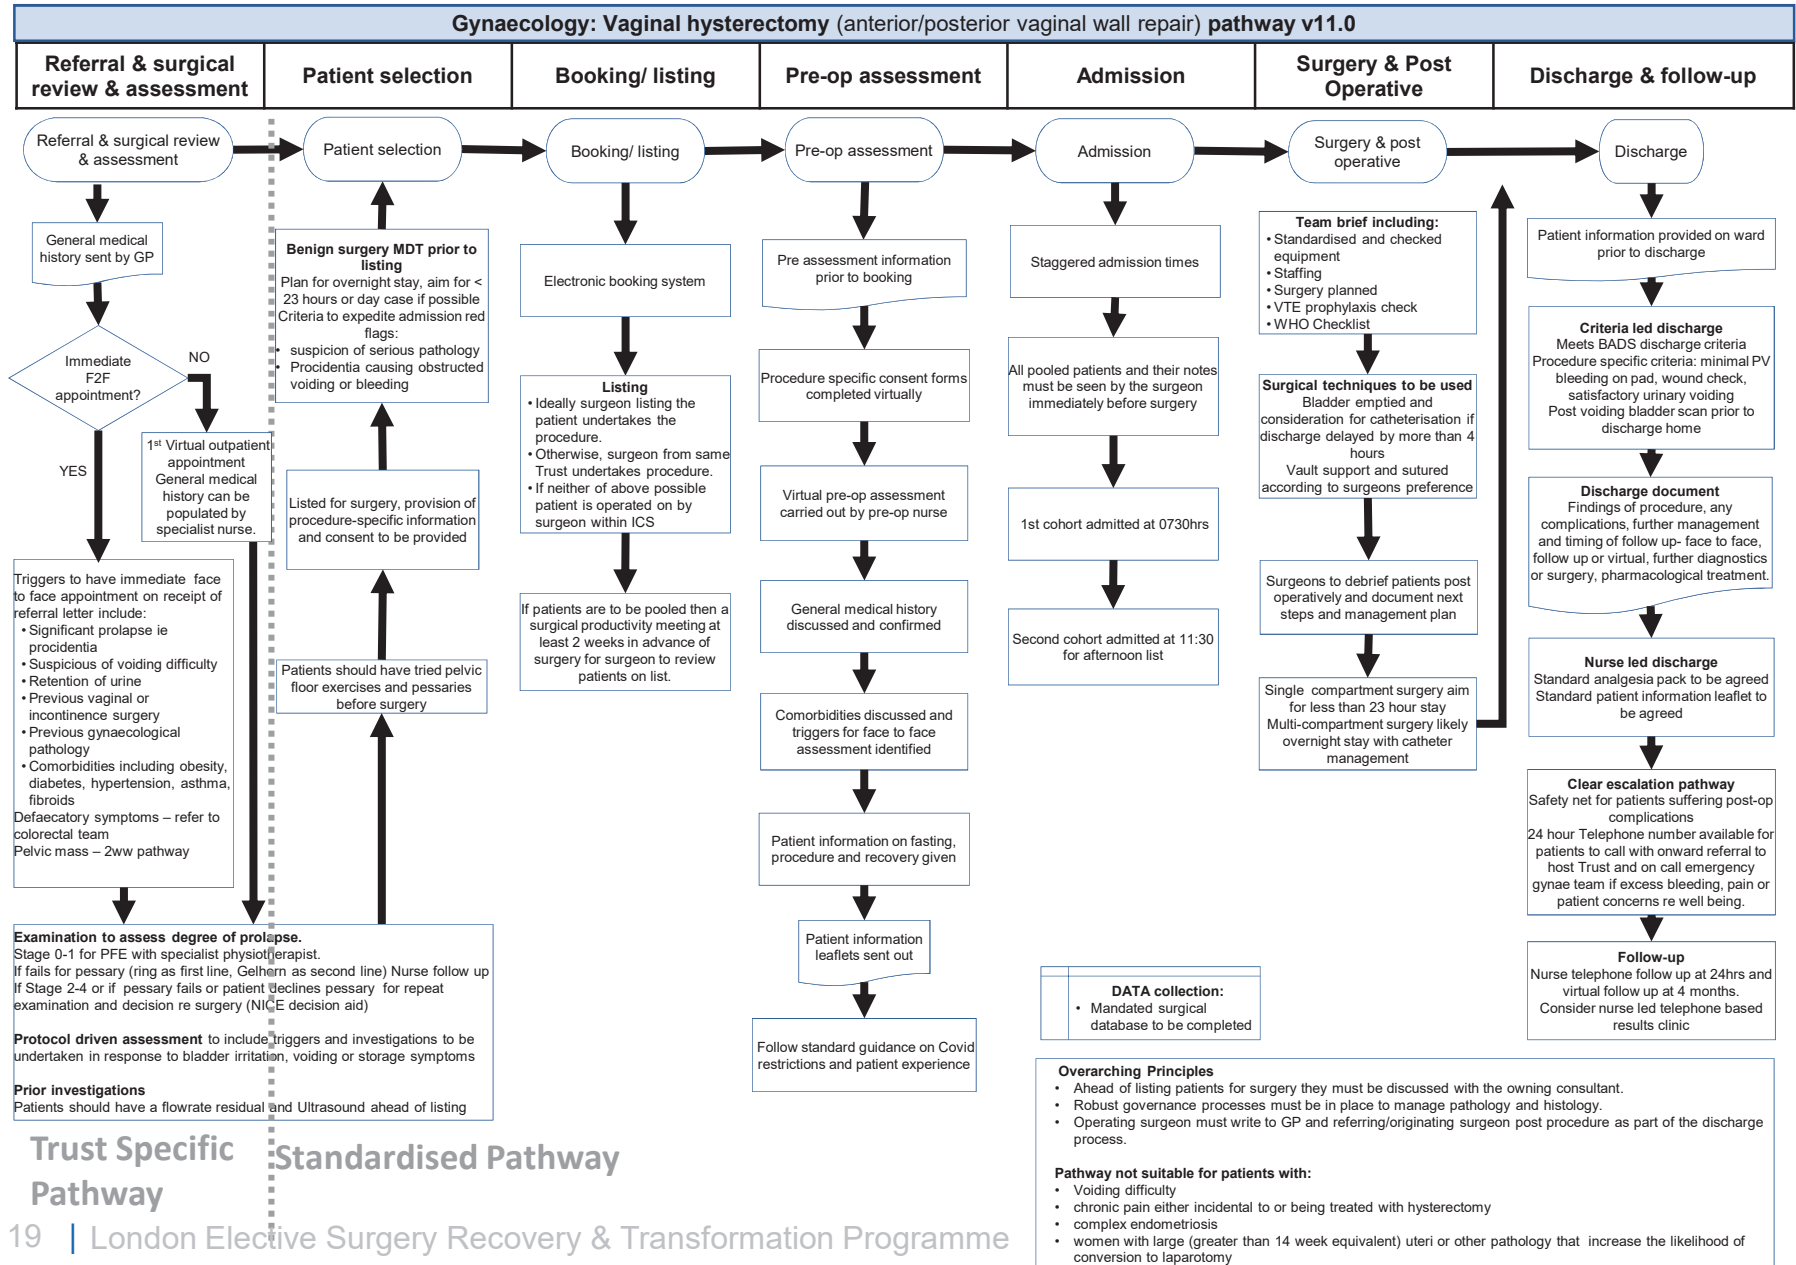 Gynaecology: Vaginal hysterectomy (anterior/posterior vaginal wall repair) pathway v11.0
Referral & surgical
review & assessment
Patient selection
Booking/ listing
Pre-op assessment
Admission
Surgery & Post
Operative
Discharge & follow-up
Referral & surgical review
& assessment
Patient selection
Booking/ listing
Pre-op assessment
Admission
Surgery & post
operative
Discharge
General medical
history sent by GP
Immediate
F2F
appointment?
NO
YES
1st Virtual outpatient
appointment
General medical
history can be
populated by
specialist nurse.
Triggers to have immediate face
to face appointment on receipt of
referral letter include:
• Significant prolapse ie
procidentia
• Suspicious of voiding difficulty
• Retention of urine
• Previous vaginal or
incontinence surgery
• Previous gynaecological
pathology
• Comorbidities including obesity,
diabetes, hypertension, asthma,
fibroids
Defaecatory symptoms – refer to
colorectal team
Pelvic mass – 2ww pathway
Examination to assess degree of prolapse.
Stage 0-1 for PFE with specialist physiotherapist.
If fails for pessary (ring as first line, Gelhorn as second line) Nurse follow up
If Stage 2-4 or if pessary fails or patient declines pessary for repeat
examination and decision re surgery (NICE decision aid)
Protocol driven assessment to include triggers and investigations to be
undertaken in response to bladder irritation, voiding or storage symptoms
Prior investigations
Patients should have a flowrate residual and Ultrasound ahead of listing
Benign surgery MDT prior to
listing
Plan for overnight stay, aim for <
23 hours or day case if possible
Criteria to expedite admission red
flags:
• suspicion of serious pathology
• Procidentia causing obstructed
voiding or bleeding
Listed for surgery, provision of
procedure-specific information
and consent to be provided
Patients should have tried pelvic
floor exercises and pessaries
before surgery
Electronic booking system
Listing
• Ideally surgeon listing the
patient undertakes the
procedure.
• Otherwise, surgeon from same
Trust undertakes procedure.
• If neither of above possible
patient is operated on by
surgeon within ICS
If patients are to be pooled then a
surgical productivity meeting at
least 2 weeks in advance of
surgery for surgeon to review
patients on list.
Pre assessment information
prior to booking
Procedure specific consent forms
completed virtually
Virtual pre-op assessment
carried out by pre-op nurse
General medical history
discussed and confirmed
Comorbidities discussed and
triggers for face to face
assessment identified
Patient information on fasting,
procedure and recovery given
Patient information
leaflets sent out
Follow standard guidance on Covid
restrictions and patient experience
Staggered admission times
All pooled patients and their notes
must be seen by the surgeon
immediately before surgery
1st cohort admitted at 0730hrs
Second cohort admitted at 11:30
for afternoon list
Team brief including:
• Standardised and checked
equipment
• Staffing
• Surgery planned
• VTE prophylaxis check
• WHO Checklist
Surgical techniques to be used
Bladder emptied and
consideration for catheterisation if
discharge delayed by more than 4
hours
Vault support and sutured
according to surgeons preference
Surgeons to debrief patients post
operatively and document next
steps and management plan
Single compartment surgery aim
for less than 23 hour stay
Multi-compartment surgery likely
overnight stay with catheter
management
Patient information provided on ward
prior to discharge
Criteria led discharge
Meets BADS discharge criteria
Procedure specific criteria: minimal PV
bleeding on pad, wound check,
satisfactory urinary voiding
Post voiding bladder scan prior to
discharge home
Discharge document
Findings of procedure, any
complications, further management
and timing of follow up- face to face,
follow up or virtual, further diagnostics
or surgery, pharmacological treatment.
Nurse led discharge
Standard analgesia pack to be agreed
Standard patient information leaflet to
be agreed
Clear escalation pathway
Safety net for patients suffering post-op
complications
24 hour Telephone number available for
patients to call with onward referral to
host Trust and on call emergency
gynae team if excess bleeding, pain or
patient concerns re well being.
Follow-up
Nurse telephone follow up at 24hrs and
virtual follow up at 4 months.
Consider nurse led telephone based
results clinic
DATA collection:
• Mandated surgical
database to be completed
Overarching Principles
• Ahead of listing patients for surgery they must be discussed with the owning consultant.
• Robust governance processes must be in place to manage pathology and histology.
• Operating surgeon must write to GP and referring/originating surgeon post procedure as part of the discharge
process.
Pathway not suitable for patients with:
• Voiding difficulty
• chronic pain either incidental to or being treated with hysterectomy
• complex endometriosis
• women with large (greater than 14 week equivalent) uteri or other pathology that increase the likelihood of
conversion to laparotomy
Trust Specific
Pathway
Standardised Pathway
19 | London Elective Surgery Recovery & Transformation Programme